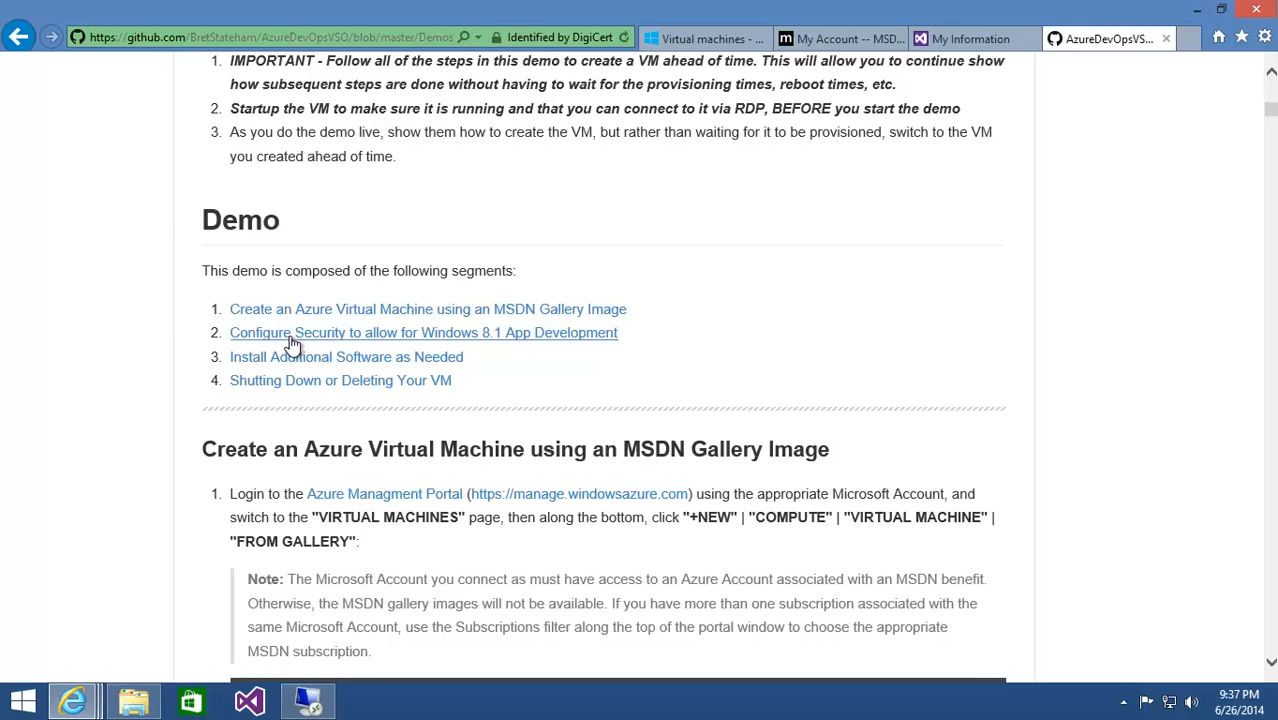 https://github.com/BretStateham/AzureDevOpsVSO/blob/master/Demos
Identified by DigiCert
Virtual machines - ...
My Account -- MSD...
My Information
AzureDevOpsVS...
1. IMPORTANT - Follow all of the steps in this demo to create a VM ahead of time. This will allow you to continue show
how subsequent steps are done without having to wait for the provisioning times, reboot times, etc.
2. Startup the VM to make sure it is running and that you can connect to it via RDP, BEFORE you start the demo
3. As you do the demo live, show them how to create the VM, but rather than waiting for it to be provisioned, switch to the VM
you created ahead of time.
Demo
This demo is composed of the following segments:
1. Create an Azure Virtual Machine using an MSDN Gallery Image
2. Configure Security to allow for Windows 8.1 App Development
3. Install Additional Software as Needed
4. Shutting Down or Deleting Your VM
Create an Azure Virtual Machine using an MSDN Gallery Image
1. Login to the Azure Managment Portal (https://manage.windowsazure.com) using the appropriate Microsoft Account, and
switch to the "VIRTUAL MACHINES" page, then along the bottom, click "+NEW" | "COMPUTE" | "VIRTUAL MACHINE" |
"FROM GALLERY":
Note: The Microsoft Account you connect as must have access to an Azure Account associated with an MSDN benefit.
Otherwise, the MSDN gallery images will not be available. If you have more than one subscription associated with the
same Microsoft Account, use the Subscriptions filter along the top of the portal window to choose the appropriate
MSDN subscription.
9:37 PM
6/26/2014